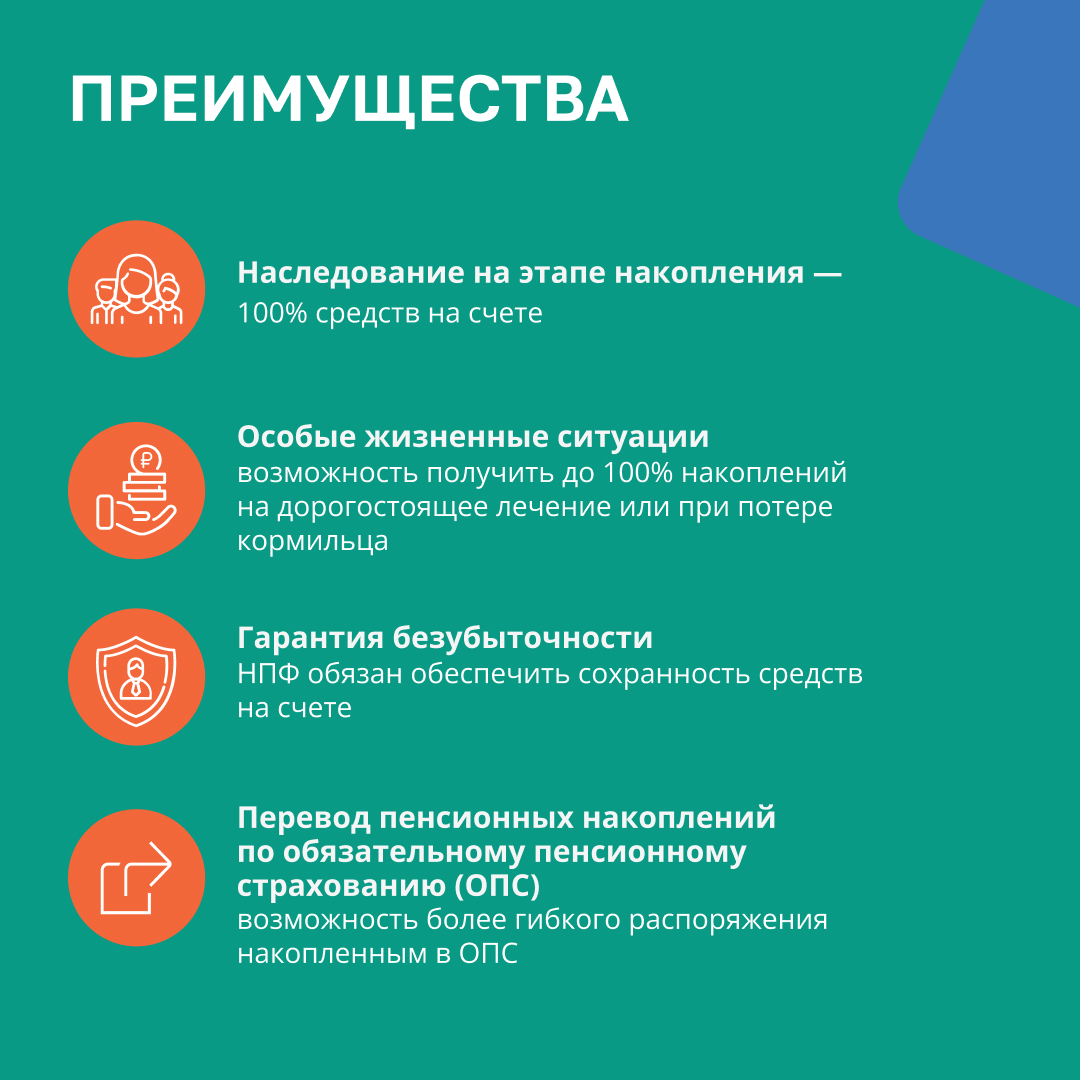 ПРЕИМУЩЕСТВА
Наследование на этапе накопления —
100% средств на счете
Особые жизненные ситуации
возможность получить до 100% накоплений
на дорогостоящее лечение или при потере
кормильца
Гарантия безубыточности
НПФ обязан обеспечить сохранность средств
на счете
Перевод пенсионных накоплений
по обязательному пенсионному
страхованию (ОПС)
возможность более гибкого распоряжения
накопленным в ОПС